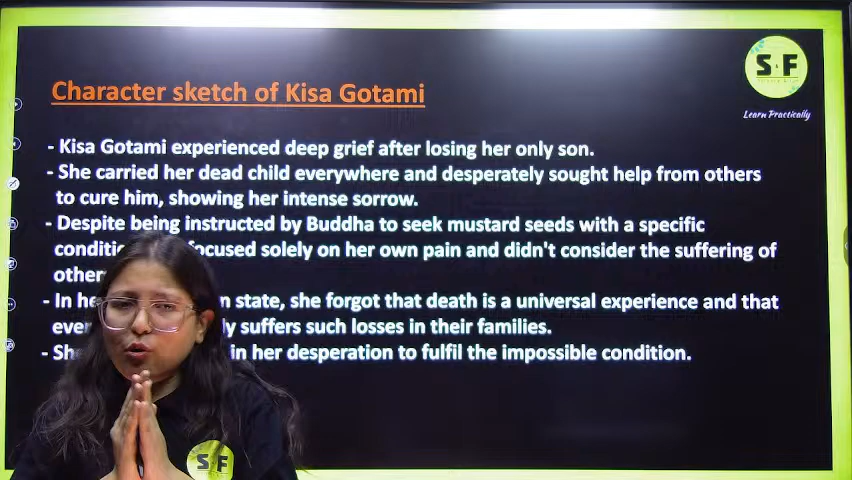 Character sketch of Kisa Gotami
S F
Learn Practically
- Kisa Gotami experienced deep grief after losing her only son.
- She carried her dead child everywhere and desperately sought help from others
to cure him, showing her intense sorrow.
- Despite being instructed by Buddha to seek mustard seeds with a specific
conditio focused solely on her own pain and didn't consider the suffering of
other
- In he n state, she forgot that death is a universal experience and that
ever ly suffers such losses in their families.
- Sh in her desperation to fulfil the impossible condition.
S F